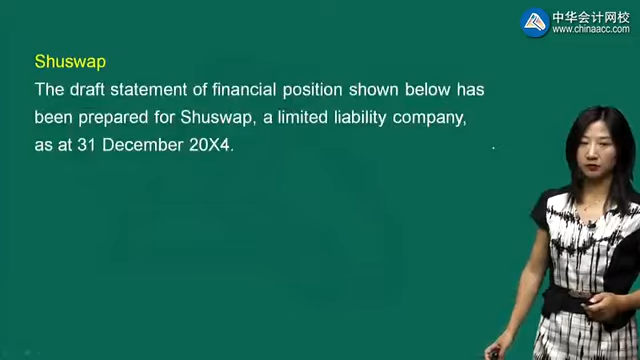 中华会计网校
www.chinaacc.com
Shuswap
The draft statement of financial position shown below has
been prepared for Shuswap, a limited liability company,
as at 31 December 20X4.